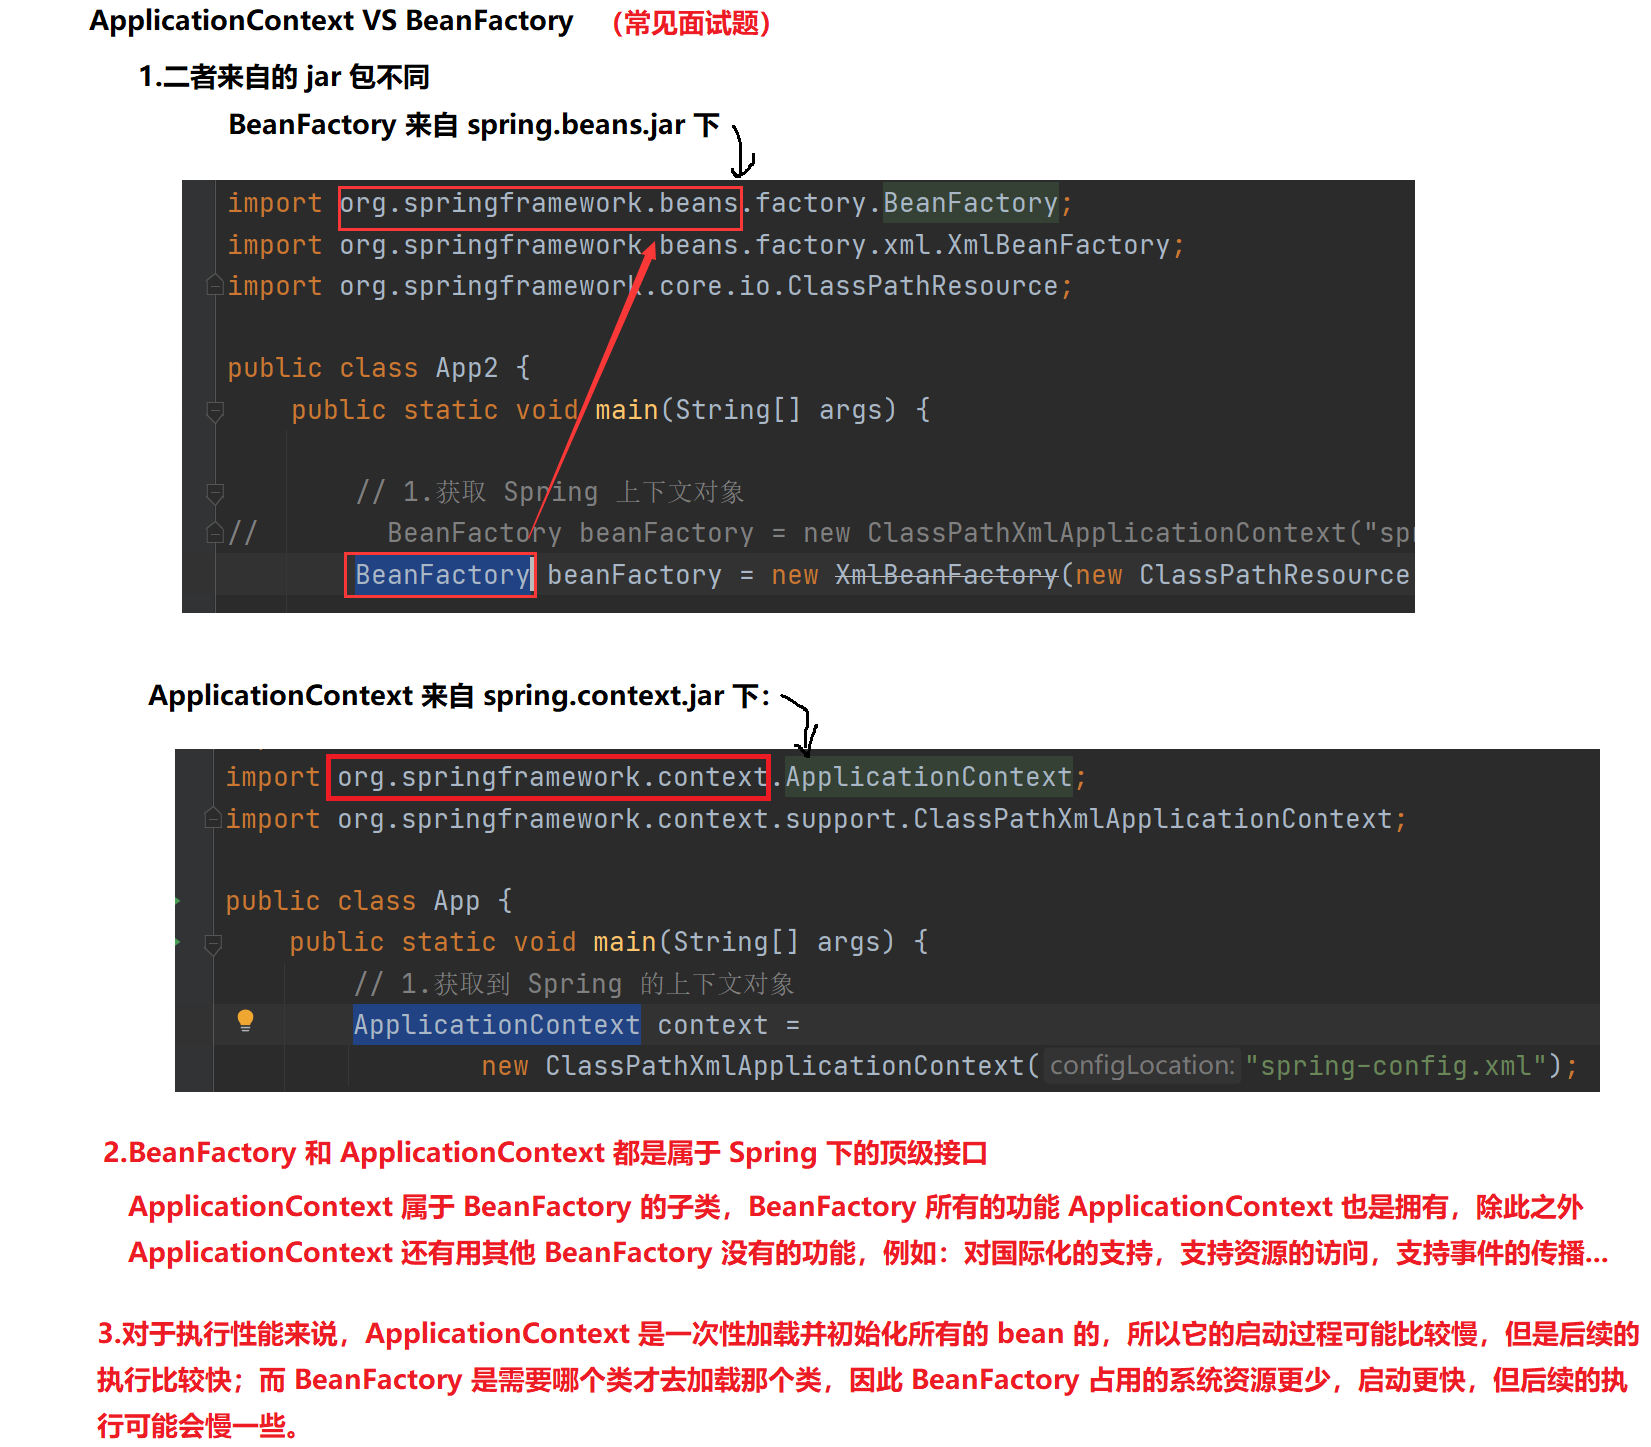 ApplicationContext VS BeanFactory （常见面试题）
1.二者来自的 jar 包不同
BeanFactory 来自 spring.beans.jar 下
import org.springframework.beans.factory.BeanFactory;
import org.springframework.beans.factory.xml.XmlBeanFactory;
import org.springframework.core.io.ClassPathResource;
public class App2 {
public static void main(String[] args) {
// 1.获取 Spring 上下文对象
// BeanFactory beanFactory = new ClassPathXmlApplicationContext("spr
BeanFactory beanFactory = new XmlBeanFactory(new ClassPathResource
ApplicationContext 来自 spring.context.jar 下：
import org.springframework.context.ApplicationContext;
import org.springframework.context.support.ClassPathXmlApplicationContext;
public class App {
public static void main(String[] args) {
// 1.获取到 Spring 的上下文对象
ApplicationContext context =
new ClassPathXmlApplicationContext( configLocation: "spring-config.xml");
2.BeanFactory 和 ApplicationContext 都是属于 Spring 下的顶级接口
ApplicationContext 属于 BeanFactory 的子类，BeanFactory 所有的功能 ApplicationContext 也是拥有，除此之外
ApplicationContext 还有用其他 BeanFactory 没有的功能，例如：对国际化的支持，支持资源的访问，支持事件的传播...
3.对于执行性能来说，ApplicationContext 是一次性加载并初始化所有的 bean 的，所以它的启动过程可能比较慢，但是后续的
执行比较快；而 BeanFactory 是需要哪个类才去加载那个类，因此 BeanFactory 占用的系统资源更少，启动更快，但后续的执
行可能会慢一些。